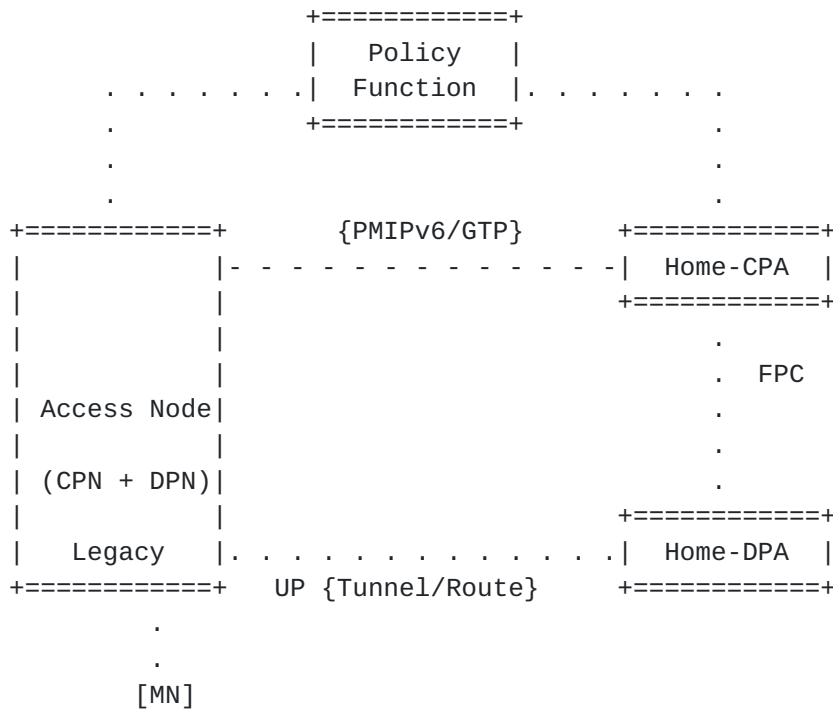 +============+
|   Policy   |
. . . . . . .|  Function  |. . . . . . .
.            +============+            .
.                                      .
.                                      .
+============+       {PMIPv6/GTP}      +============+
|            |- - - - - - - - - - - - -|  Home-CPA  |
|            |                         +============+
|            |                               .
|            |                               .  FPC
| Access Node|                               .
|            |                               .
| (CPN + DPN)|                               .
|            |                         +============+
|   Legacy   |. . . . . . . . . . . . .|  Home-DPA  |
+============+   UP {Tunnel/Route}     +============+
.
.
[MN]